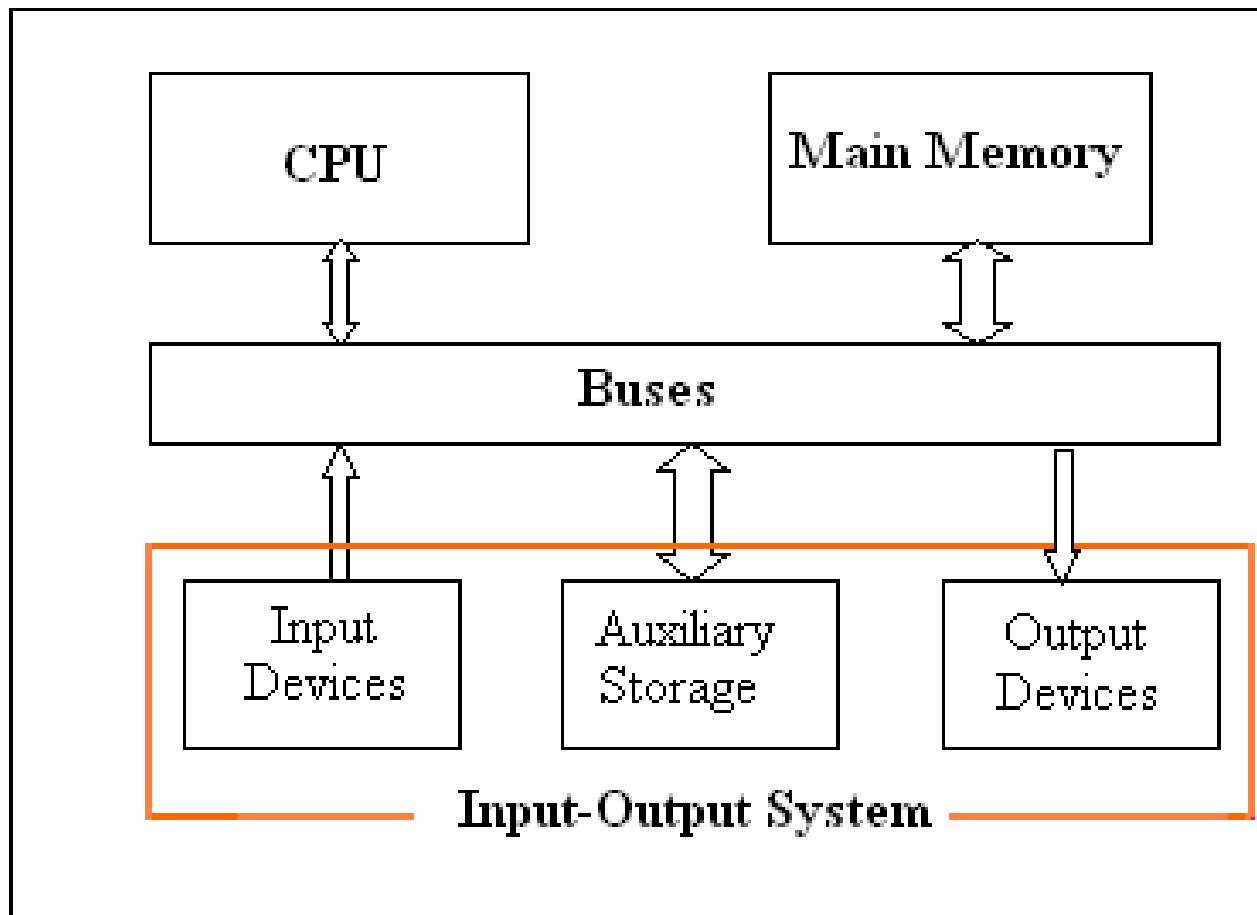 CPU
Main Memory
Buses
Input
Devices
Auxiliary
Storage
Output
Devices
Input-Output System